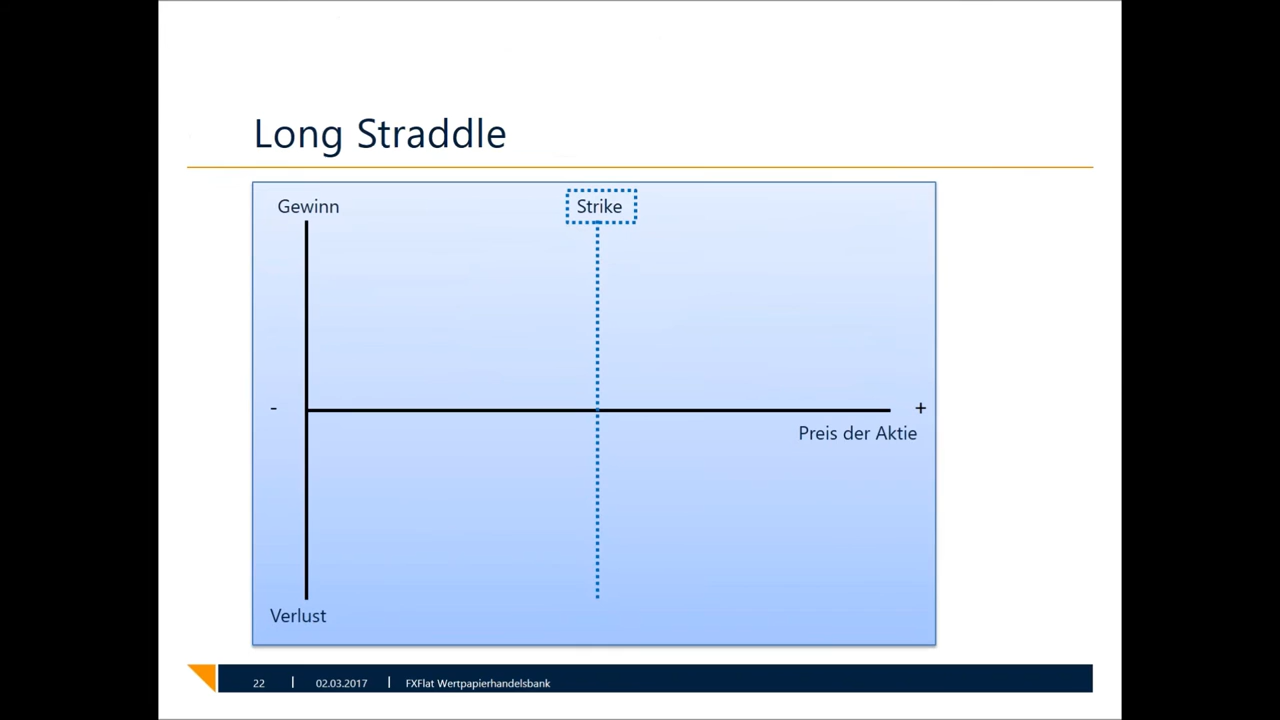 Long Straddle
Gewinn
Strike
-
+
Preis der Aktie
Verlust
22 | 02.03.2017 | FXFlat Wertpapierhandelsbank